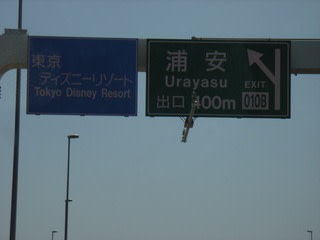 東京
ディズニーリゾート
Tokyo Disney Resort
浦安
Urayasu
出口 400m
EXIT
010B